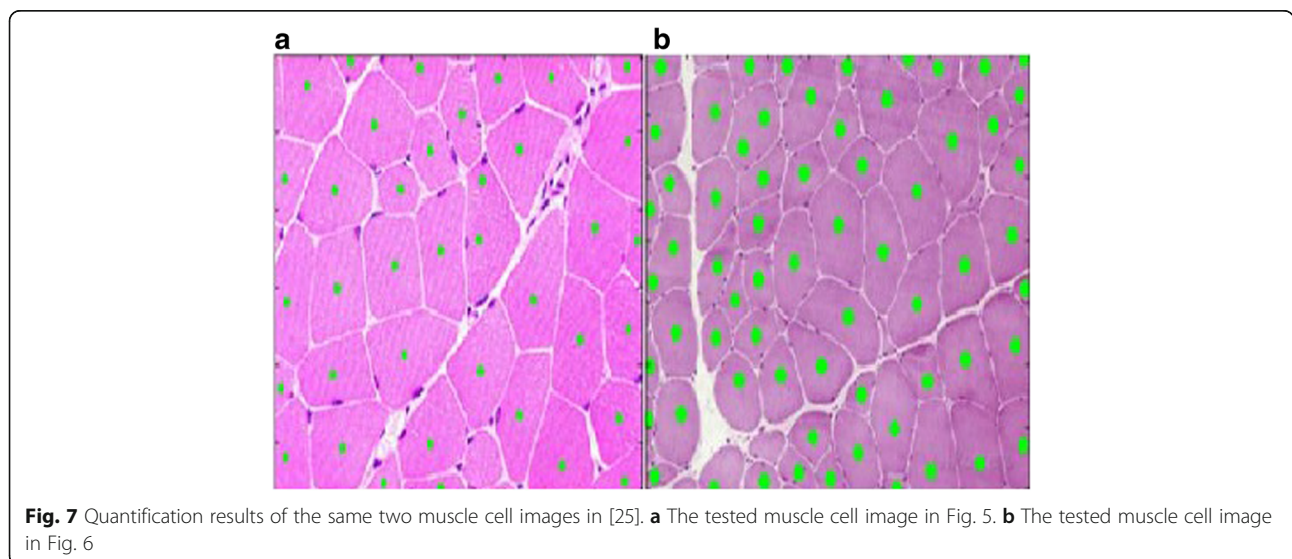 a b
Fig. 7 Quantification results of the same two muscle cell images in [25]. a The tested muscle cell image in Fig. 5. b The tested muscle cell image
in Fig. 6